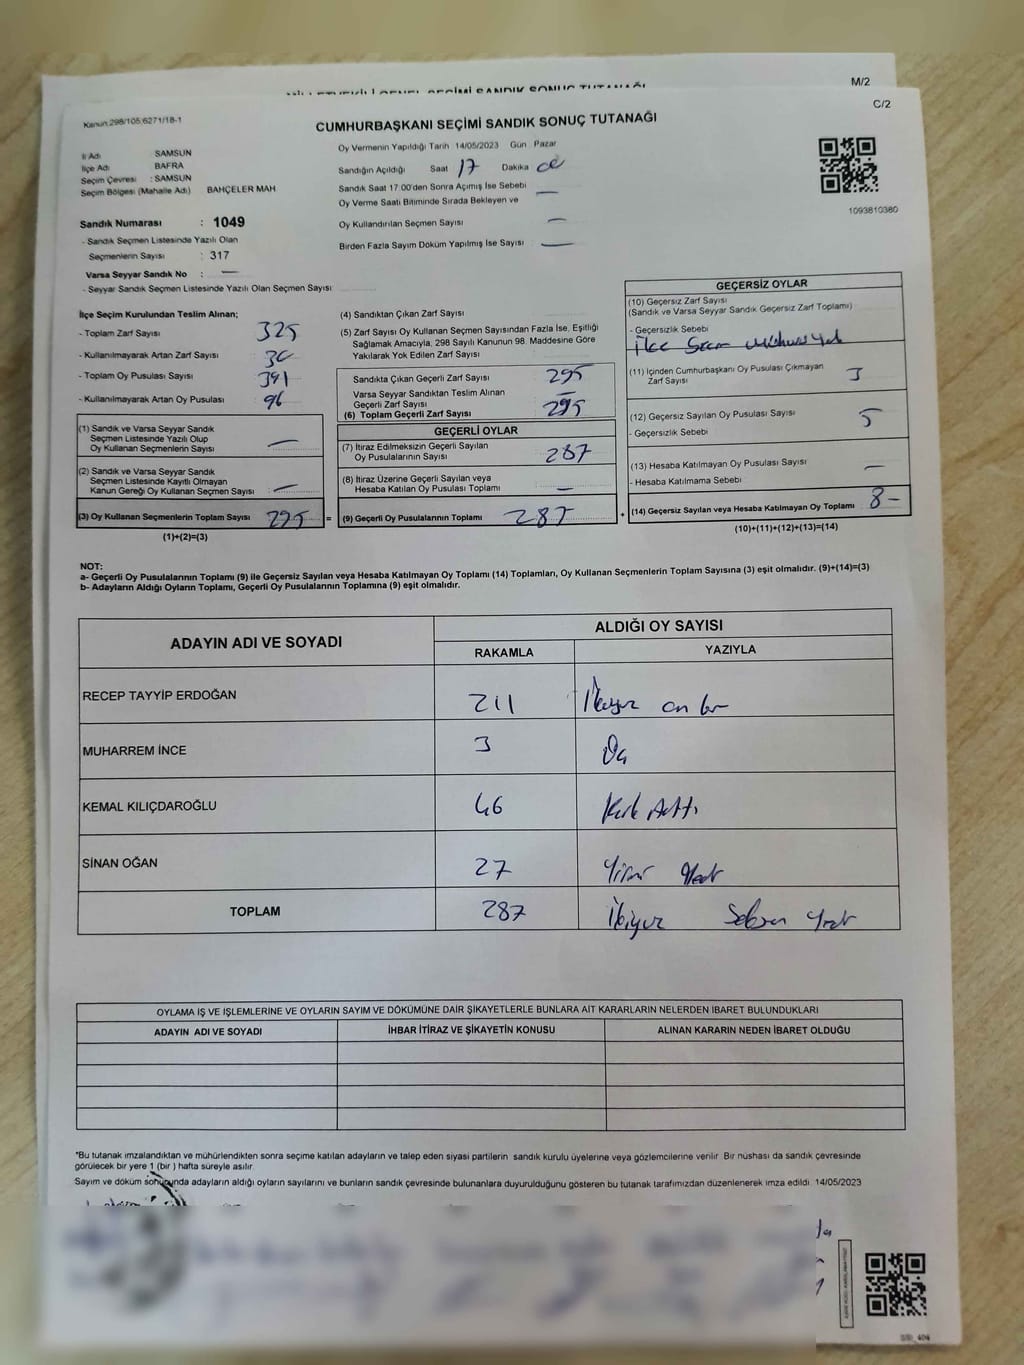 M/2
C/2
Kanun:298/105;6271/18-1
CUMHURBAŞKANI SEÇİMİ SANDIK SONUÇ TUTANAĞI
İl Adı SAMSUN
İlçe Adı BAFRA
Seçim Çevresi : SAMSUN
Seçim Bölgesi (Mahalle Adı) BAHÇELER MAH.
Sandık Numarası : 1049
- Sandık Seçmen Listesinde Yazılı Olan
Seçmenlerin Sayısı : 317
Varsa Seyyar Sandık No : —
- Seyyar Sandık Seçmen Listesinde Yazılı Olan Seçmen Sayısı
Oy Vermenin Yapıldığı Tarih 14/05/2023 Gün Pazar
Sandığın Açıldığı Saat 17 Dakika
Sandık Saat 17.00'den Sonra Açımış İse Sebebi —
Oy Verme Saati Bitiminde Sırada Bekleyen ve
Oy Kullandırılan Seçmen Sayısı —
Birden Fazla Sayım Döküm Yapılmış İse Sayısı —
1093810380
İlçe Seçim Kurulundan Teslim Alınan;
- Toplam Zarf Sayısı 325
- Kullanılmayarak Artan Zarf Sayısı 30
- Toplam Oy Pusulası Sayısı 391
- Kullanılmayarak Artan Oy Pusulası 96
(1) Sandık ve Varsa Seyyar Sandık
Seçmen Listesinde Yazılı Olup
Oy Kullanan Seçmenlerin Sayısı —
(2) Sandık ve Varsa Seyyar Sandık
Seçmen Listesinde Kayıtlı Olmayan
Kanun Gereği Oy Kullanan Seçmen Sayısı —
(3) Oy Kullanan Seçmenlerin Toplam Sayısı 295 =
(1)+(2)=(3)
(4) Sandıktan Çıkan Zarf Sayısı
(5) Zarf Sayısı Oy Kullanan Seçmen Sayısından Fazla İse, Eşitliği
Sağlamak Amacıyla, 298 Sayılı Kanunun 98. Maddesine Göre
Yakılarak Yok Edilen Zarf Sayısı
Sandıkta Çıkan Geçerli Zarf Sayısı 295
Varsa Seyyar Sandıktan Teslim Alınan
Geçerli Zarf Sayısı
(6) Toplam Geçerli Zarf Sayısı 295
GEÇERLİ OYLAR
(7) İtiraz Edilmeksizin Geçerli Sayılan
Oy Pusulalarının Sayısı 287
(8) İtiraz Üzerine Geçerli Sayılan veya
Hesaba Katılan Oy Pusulası Toplamı —
(9) Geçerli Oy Pusulalarının Toplamı 287 +
GEÇERSİZ OYLAR
(10) Geçersiz Zarf Sayısı
(Sandık ve Varsa Seyyar Sandık Geçersiz Zarf Toplamı)
- Geçersizlik Sebebi
(11) İçinden Cumhurbaşkanı Oy Pusulası Çıkmayan
Zarf Sayısı 3
(12) Geçersiz Sayılan Oy Pusulası Sayısı 5
- Geçersizlik Sebebi
(13) Hesaba Katılmayan Oy Pusulası Sayısı —
- Hesaba Katılmama Sebebi
(14) Geçersiz Sayılan veya Hesaba Katılmayan Oy Toplamı 8-
(10)+(11)+(12)+(13)=(14)
NOT:
a- Geçerli Oy Pusulalarının Toplamı (9) ile Geçersiz Sayılan veya Hesaba Katılmayan Oy Toplamı (14) Toplamları, Oy Kullanan Seçmenlerin Toplam Sayısına (3) eşit olmalıdır. (9)+(14)=(3)
b- Adayların Aldığı Oyların Toplamı, Geçerli Oy Pusulalarının Toplamına (9) eşit olmalıdır.
ADAYIN ADI VE SOYADI
ALDIĞI OY SAYISI
RAKAMLA YAZIYLA
RECEP TAYYİP ERDOĞAN 211 İkiyüz on bir
MUHARREM İNCE 3
KEMAL KILIÇDAROĞLU 46 Kırk Altı
SİNAN OĞAN 27 Yirmi Yedi
TOPLAM 287 İkiyüz Seksen Yedi
OYLAMA İŞ VE İŞLEMLERİNE VE OYLARIN SAYIM VE DÖKÜMÜNE DAİR ŞİKAYETLERLE BUNLARA AİT KARARLARIN NELERDEN İBARET BULUNDUKLARI
ADAYIN ADI VE SOYADI İHBAR İTİRAZ VE ŞİKAYETİN KONUSU ALINAN KARARIN NEDEN İBARET OLDUĞU
*Bu tutanak imzalandıktan ve mühürlendikten sonra seçime katılan adayların ve talep eden siyasi partilerin sandık kurulu üyelerine veya gözlemcilerine verilir. Bir nüshası da sandık çevresinde
görülecek bir yere 1 (bir ) hafta süreyle asılır.
Sayım ve döküm sonucunda adayların aldığı oyların sayılarını ve bunların sandık çevresinde bulunanlara duyurulduğunu gösteren bu tutanak tarafımızdan düzenlenerek imza edildi. 14/05/2023